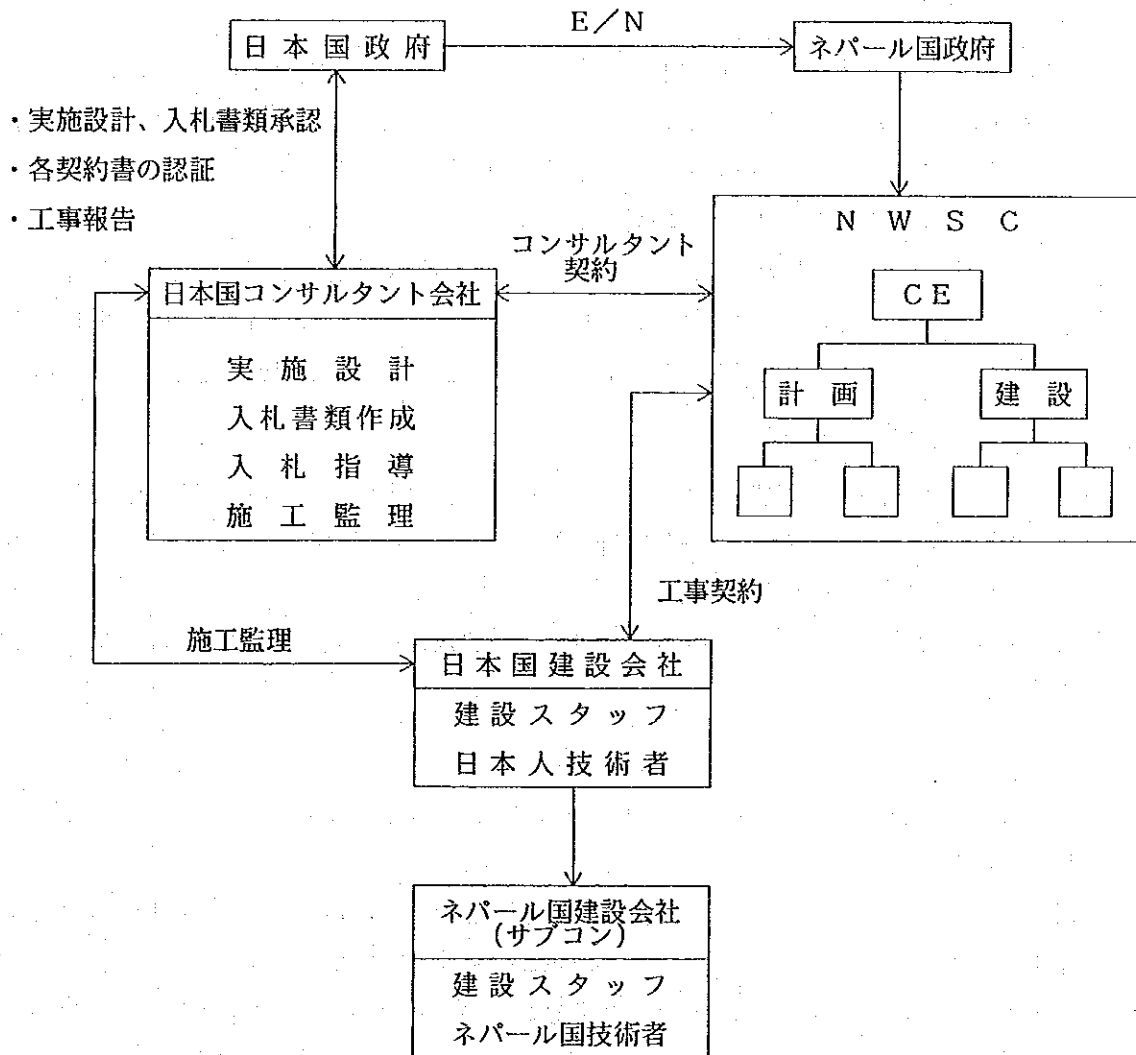 E/N
日本国政府
ネパール国政府
・実施設計、入札書類承認
・各契約書の認証
・工事報告
コンサルタント
契約
日本国コンサルタント会社
実施設計
入札書類作成
入札指導
施工監理
NWSC
CE
計画
建設
工事契約
施工監理
日本国建設会社
建設スタッフ
日本人技術者
ネパール国建設会社
(サブコン)
建設スタッフ
ネパール国技術者